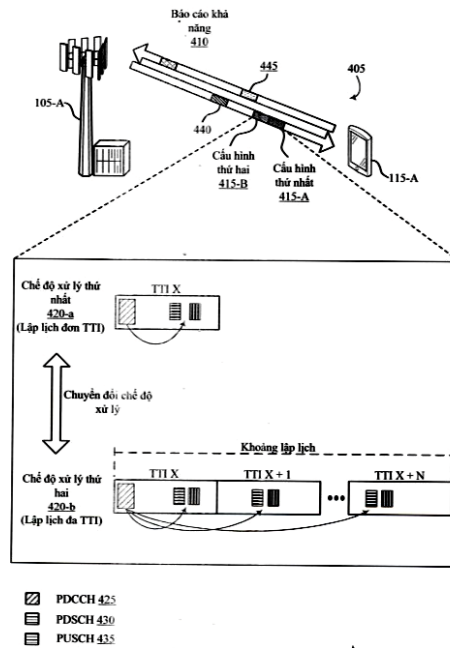 Báo cáo khả
năng
410
445
405
105-A
440
Cấu hình
thứ hai
415-B
Cấu hình
thứ nhất
415-A
115-A
Chế độ xử lý thứ
nhất
420-a
(Lập lịch đơn TTI)
TTI X
Chuyển đổi chế độ
xử lý
Khoảng lập lịch
Chế độ xử lý thứ
hai
420-b
(Lập lịch đa TTI)
TTI X
TTI X + 1
TTI X + N
PDCCH 425
PDSCH 430
PUSCH 435